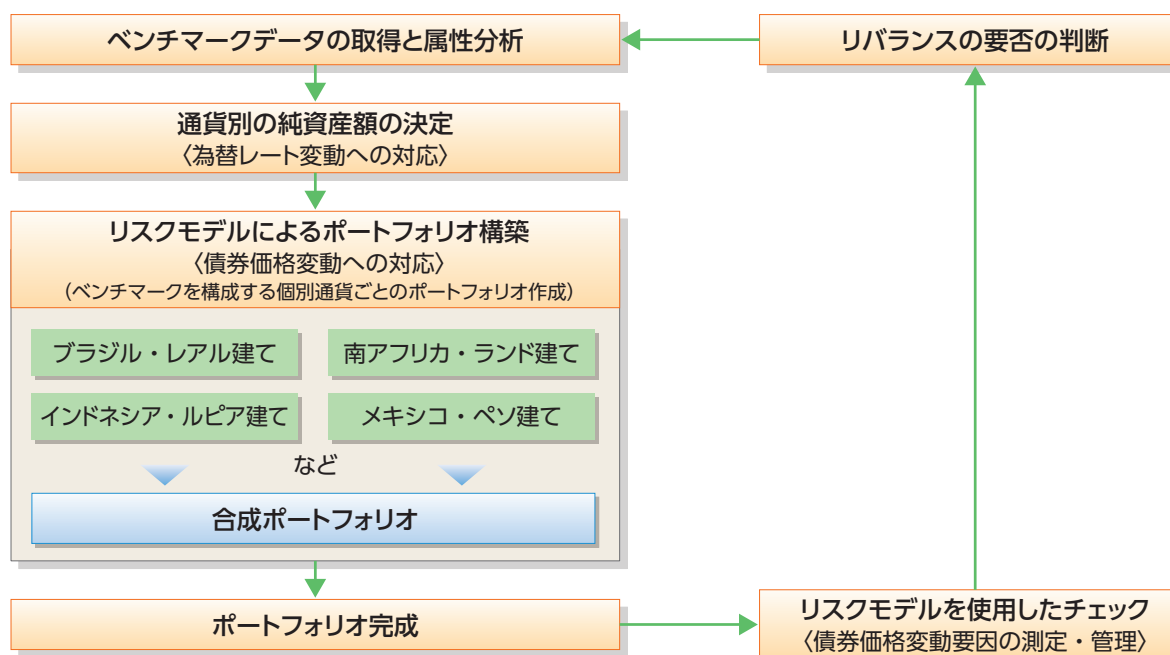 ベンチマークデータの取得と属性分析
リバランスの要否の判断
通貨別の純資産額の決定
〈為替レート変動への対応〉
リスクモデルによるポートフォリオ構築
〈債券価格変動への対応〉
(ベンチマークを構成する個別通貨ごとのポートフォリオ作成)
ブラジル・レアル建て
南アフリカ・ランド建て
インドネシア・ルピア建て
メキシコ・ペソ建て
など
合成ポートフォリオ
ポートフォリオ完成
リスクモデルを使用したチェック
〈債券価格変動要因の測定・管理〉